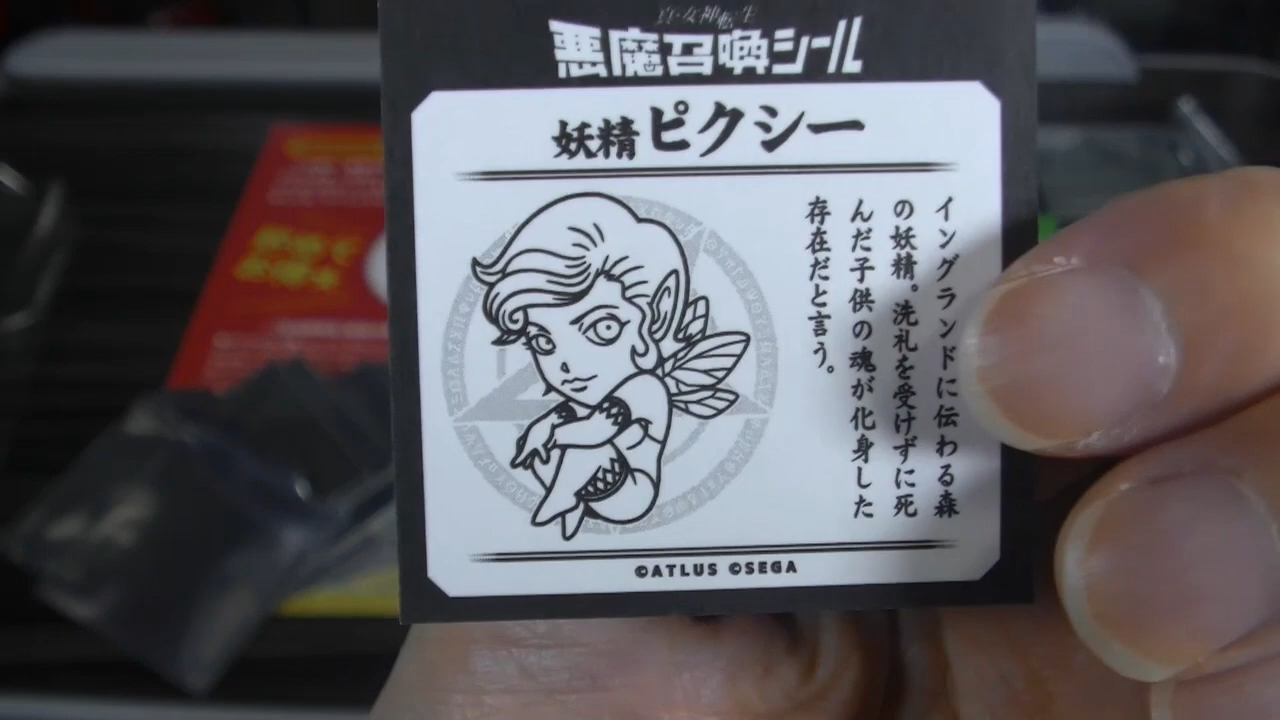 真・女神転生
悪魔召喚シール
妖精ピクシー
イングランドに伝わる森
の妖精。洗礼を受けずに死
んだ子供の魂が化身した
存在だと言う。
©ATLUS ©SEGA